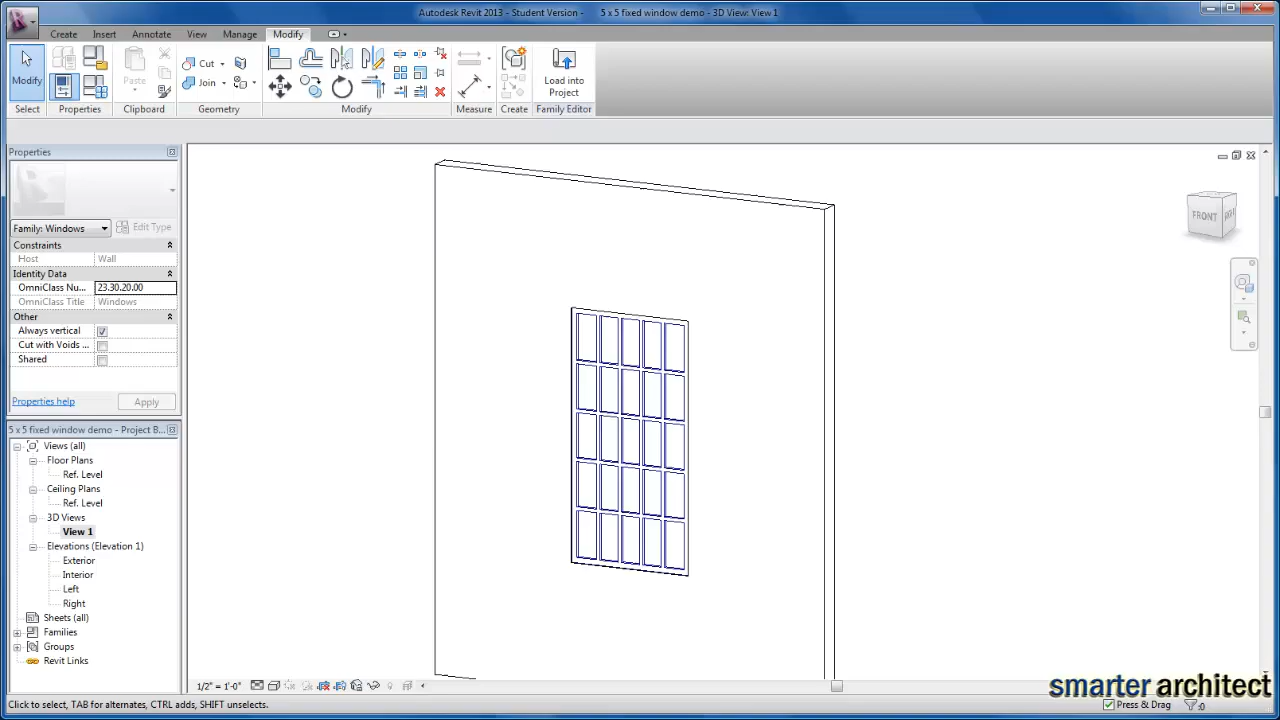 Autodesk Revit 2013 - Student Version - 5 x 5 fixed window demo - 3D View: View 1
Create Insert Annotate View Manage Modify
Modify Paste Cut Join Load into Project
Select Properties Clipboard Geometry Modify Measure Create Family Editor
Properties
Family: Windows Edit Type
Constraints
Host Wall
Identity Data
OmniClass Nu... 23.30.20.00
OmniClass Title Windows
Other
Always vertical
Cut with Voids ...
Shared
Properties help Apply
5 x 5 fixed window demo - Project B...
Views (all)
Floor Plans
Ref. Level
Ceiling Plans
Ref. Level
3D Views
View 1
Elevations (Elevation 1)
Exterior
Interior
Left
Right
Sheets (all)
Families
Groups
Revit Links
FRONT
1/2" = 1'-0"
Click to select, TAB for alternates, CTRL adds, SHIFT unselects.
Press & Drag :0
smarter architect